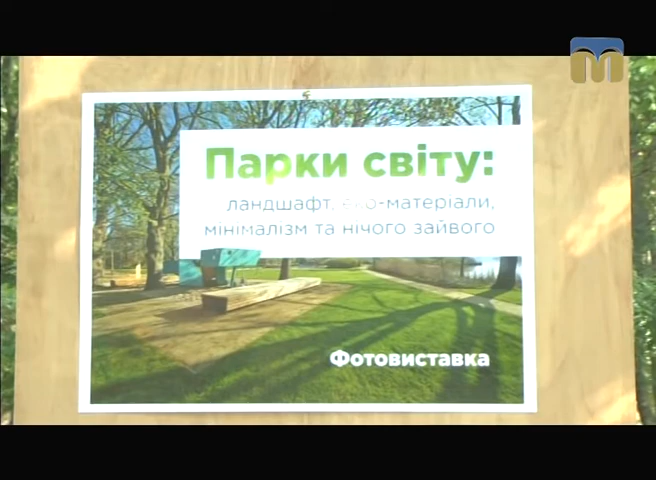 Парки світу:
ландшафт, еко-матеріали,
мінімалізм та нічого зайвого
Фотовиставка